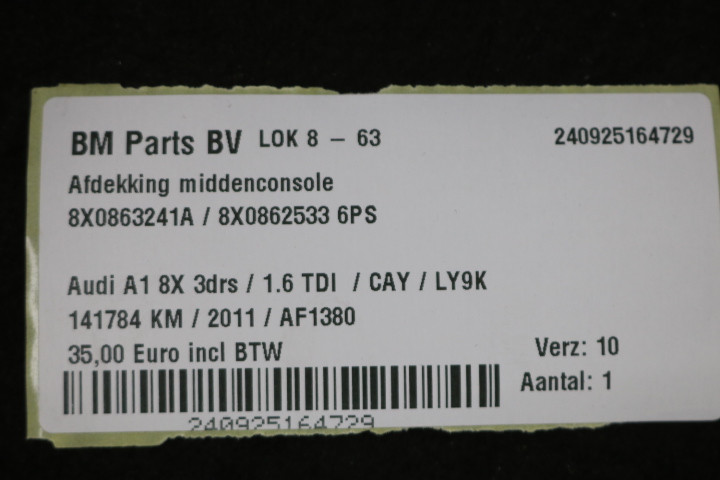 BM Parts BV LOK 8 - 63 240925164729
Afdekking middenconsole
8X0863241A / 8X0862533 6PS
Audi A1 8X 3drs / 1.6 TDI / CAY / LY9K
141784 KM / 2011 / AF1380
35,00 Euro incl BTW Verz: 10
Aantal: 1
240925164729